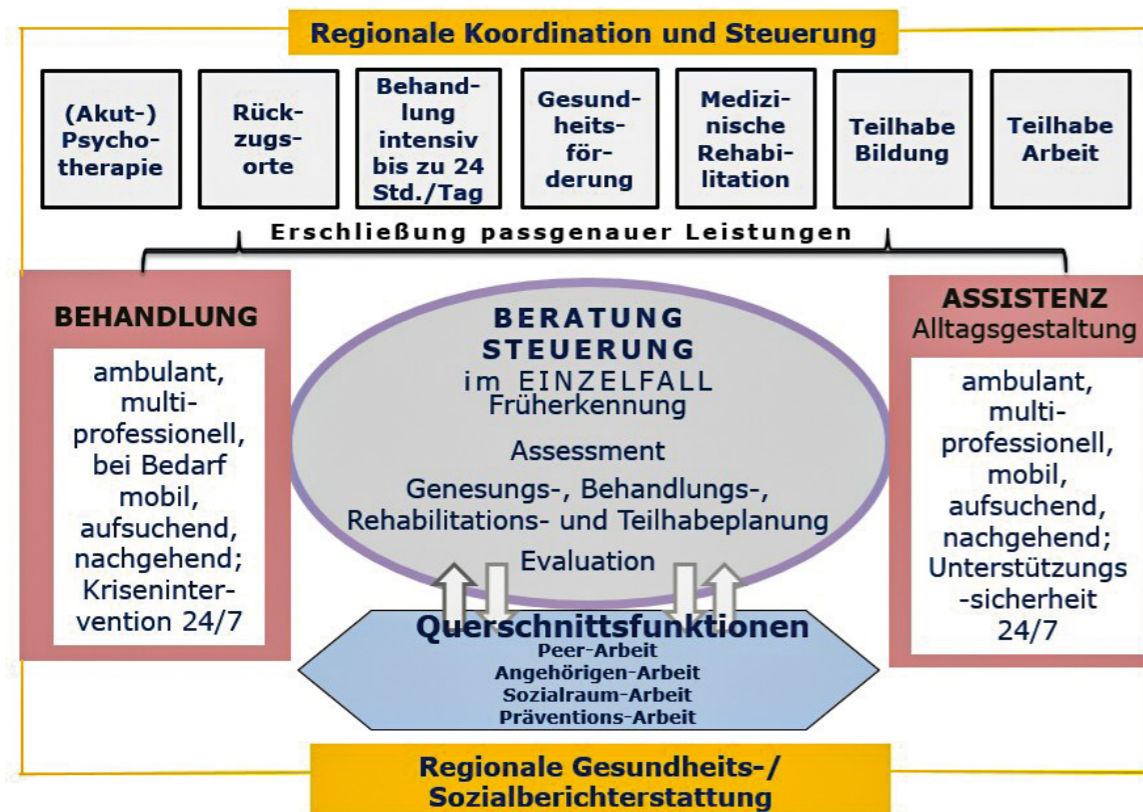 Regionale Koordination und Steuerung
(Akut-)
Psycho-
therapie
Rück-
zugs-
orte
Behand-
lung
intensiv
bis zu 24
Std./Tag
Gesund-
heits-
för-
derung
Medizi-
nische
Rehabi-
litation
Teilhabe
Bildung
Teilhabe
Arbeit
Erschließung passgenauer Leistungen
BEHANDLUNG
ambulant,
multi-
professionell,
bei Bedarf
mobil,
aufsuchend,
nachgehend;
Kriseninter-
vention 24/7
BERATUNG
STEUERUNG
im EINZELFALL
Früherkennung
Assessment
Genesungs-, Behandlungs-,
Rehabilitations- und Teilhabeplanung
Evaluation
ASSISTENZ
Alltagsgestaltung
ambulant,
multi-
professionell,
mobil,
aufsuchend,
nachgehend;
Unterstützungs
-sicherheit
24/7
Querschnittsfunktionen
Peer-Arbeit
Angehörigen-Arbeit
Sozialraum-Arbeit
Präventions-Arbeit
Regionale Gesundheits-/
Sozialberichterstattung